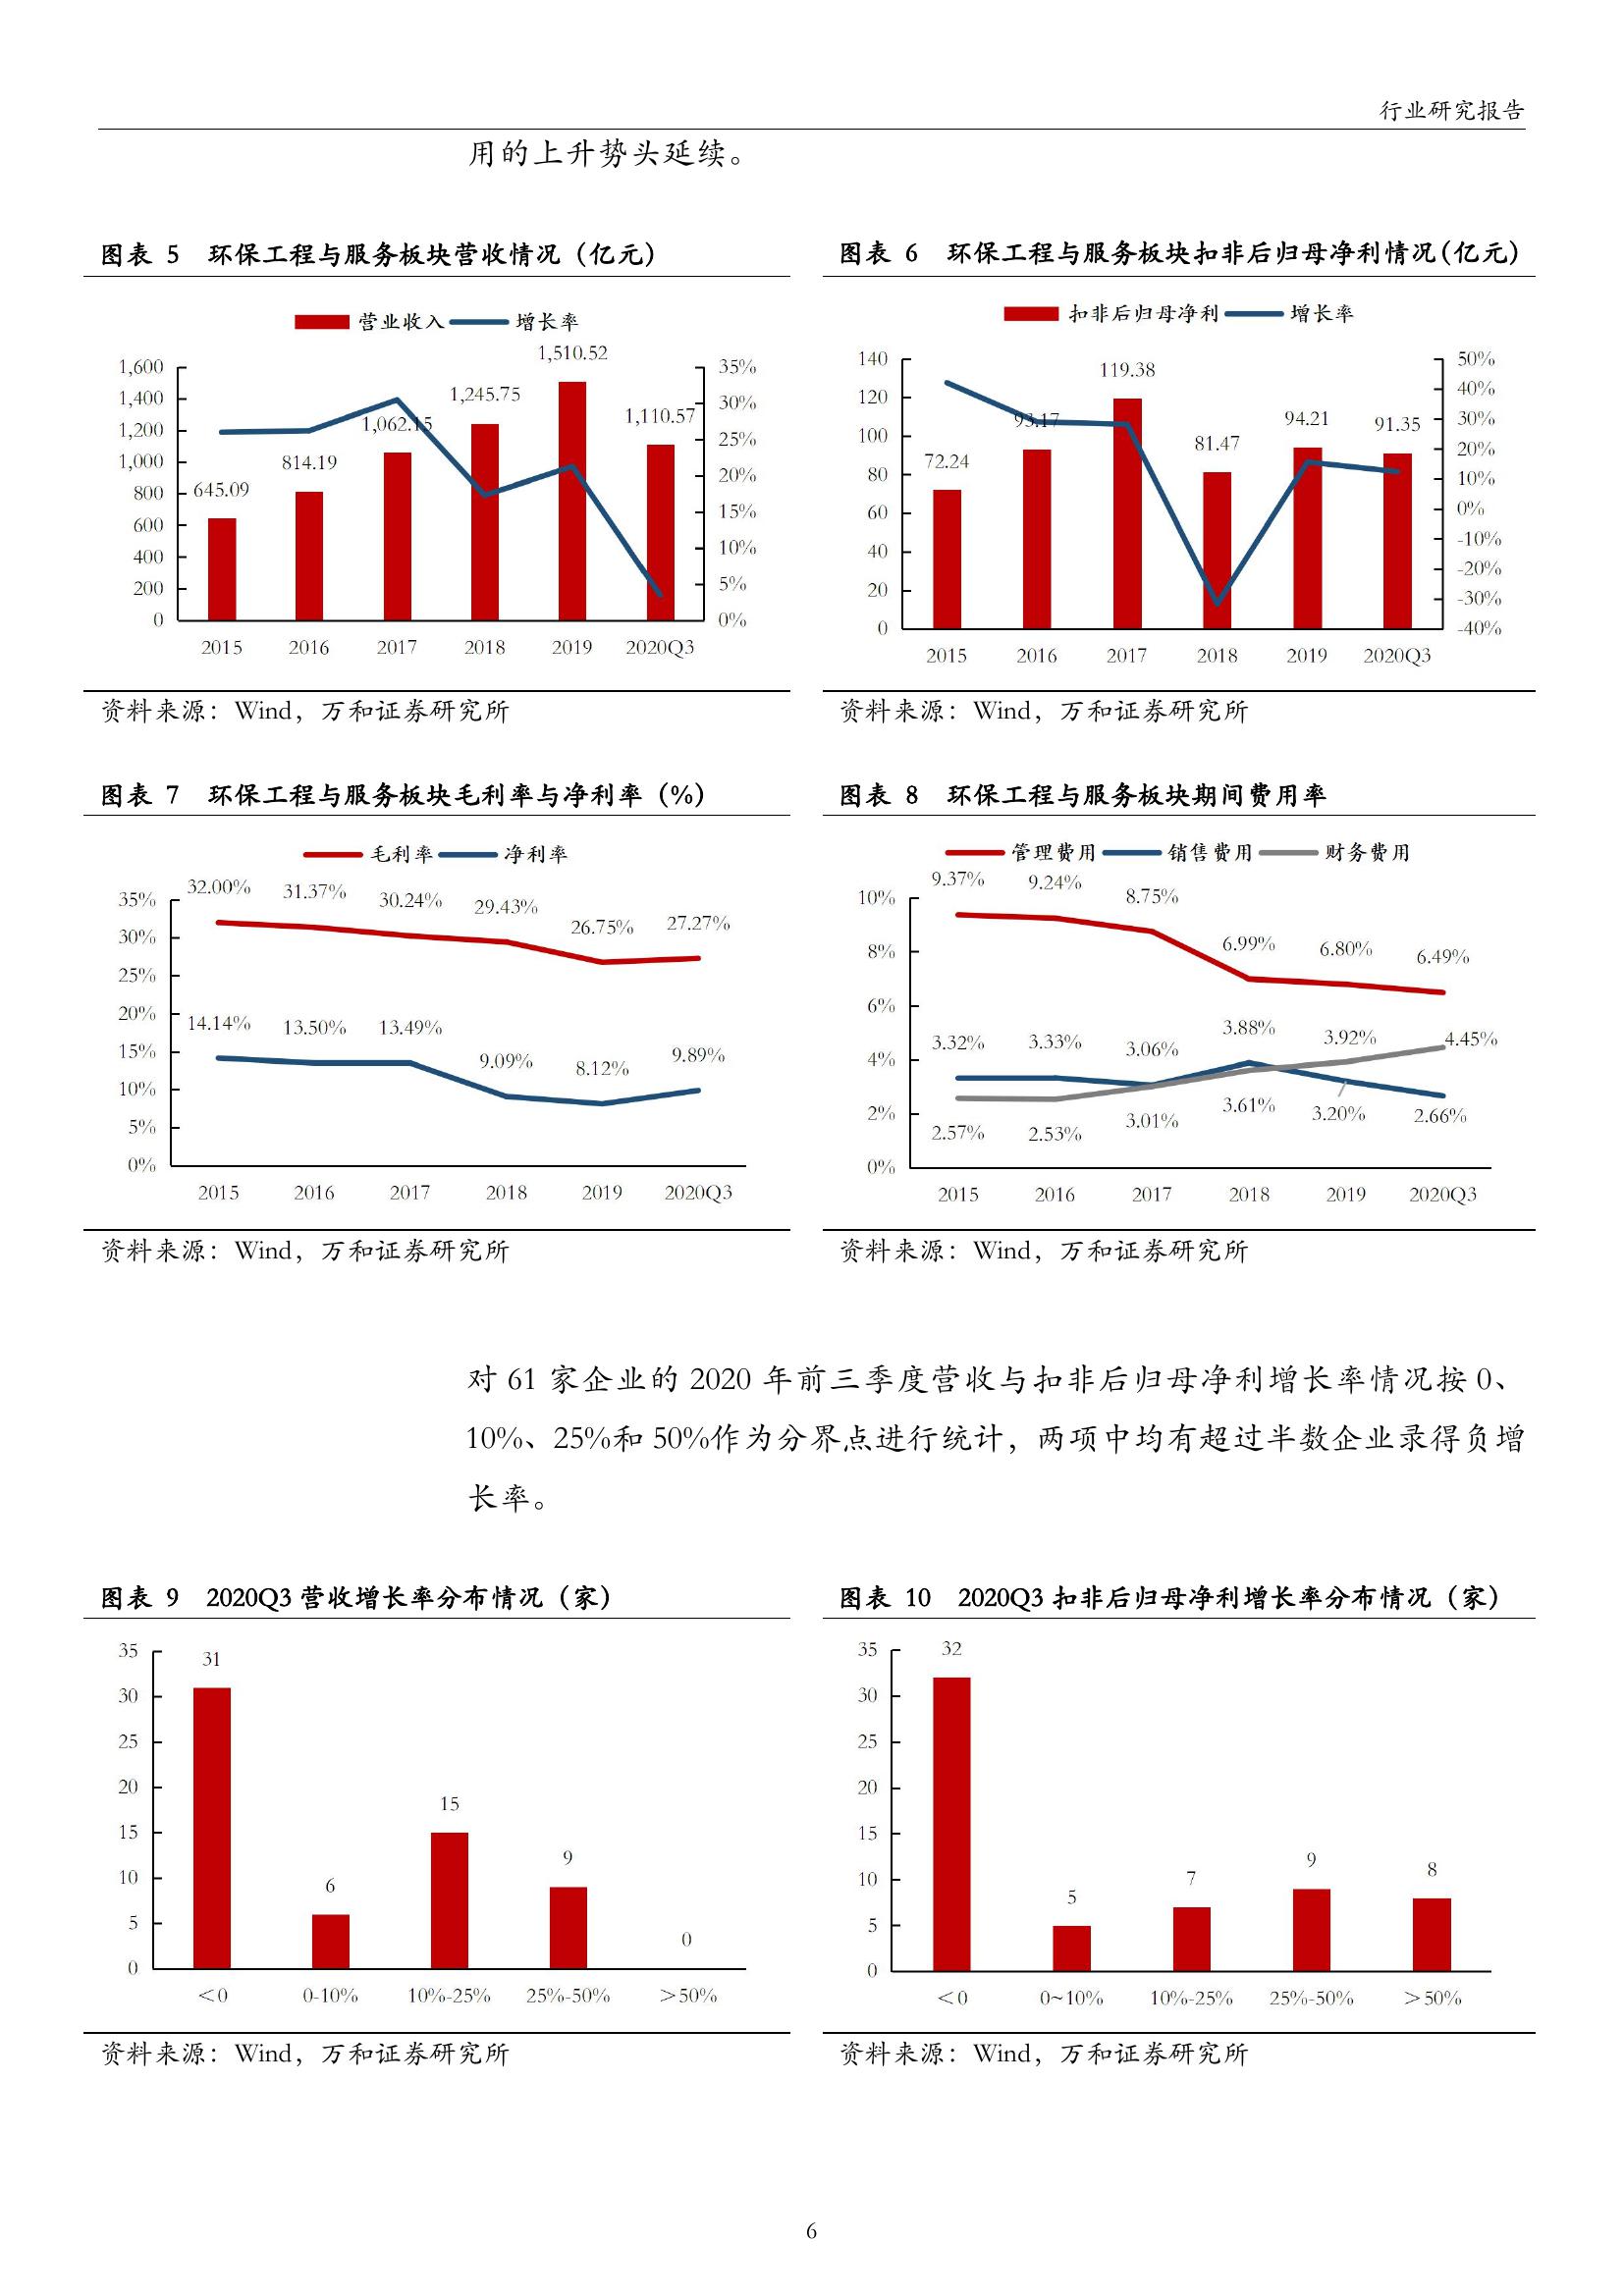 行业研究报告
用的上升势头延续。
图表 5 环保工程与服务板块营收情况（亿元）
营业收入 增长率
1,600
1,400
1,200
1,000
800
600
400
200
0
35%
30%
25%
20%
15%
10%
5%
0%
645.09
814.19
1,062.15
1,245.75
1,510.52
1,110.57
2015 2016 2017 2018 2019 2020Q3
资料来源：Wind，万和证券研究所
图表 6 环保工程与服务板块扣非后归母净利情况(亿元)
扣非后归母净利 增长率
140
120
100
80
60
40
20
0
50%
40%
30%
20%
10%
0%
-10%
-20%
-30%
-40%
72.24
93.17
119.38
81.47
94.21
91.35
2015 2016 2017 2018 2019 2020Q3
资料来源：Wind，万和证券研究所
图表 7 环保工程与服务板块毛利率与净利率（%）
毛利率 净利率
35%
30%
25%
20%
15%
10%
5%
0%
32.00% 31.37% 30.24% 29.43% 26.75% 27.27%
14.14% 13.50% 13.49% 9.09% 8.12% 9.89%
2015 2016 2017 2018 2019 2020Q3
资料来源：Wind，万和证券研究所
图表 8 环保工程与服务板块期间费用率
管理费用 销售费用 财务费用
10%
8%
6%
4%
2%
0%
9.37% 9.24% 8.75% 6.99% 6.80% 6.49%
3.32% 3.33% 3.06% 3.88% 3.92% 4.45%
2.57% 2.53% 3.01% 3.61% 3.20% 2.66%
2015 2016 2017 2018 2019 2020Q3
资料来源：Wind，万和证券研究所
对 61 家企业的 2020 年前三季度营收与扣非后归母净利增长率情况按 0、
10%、25%和 50%作为分界点进行统计，两项中均有超过半数企业录得负增
长率。
图表 9 2020Q3 营收增长率分布情况（家）
35
30
25
20
15
10
5
0
31
6
15
9
0
＜0 0-10% 10%-25% 25%-50% ＞50%
资料来源：Wind，万和证券研究所
图表 10 2020Q3 扣非后归母净利增长率分布情况（家）
35
30
25
20
15
10
5
0
32
5
7
9
8
＜0 0~10% 10%-25% 25%-50% ＞50%
资料来源：Wind，万和证券研究所
6